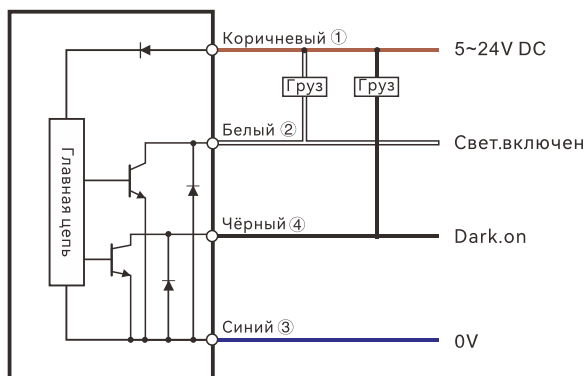 Коричневый ①
5~24V DC
Груз
Груз
Белый ②
Свет.включен
Главная цепь
Чёрный ④
Dark.on
Синий ③
0V